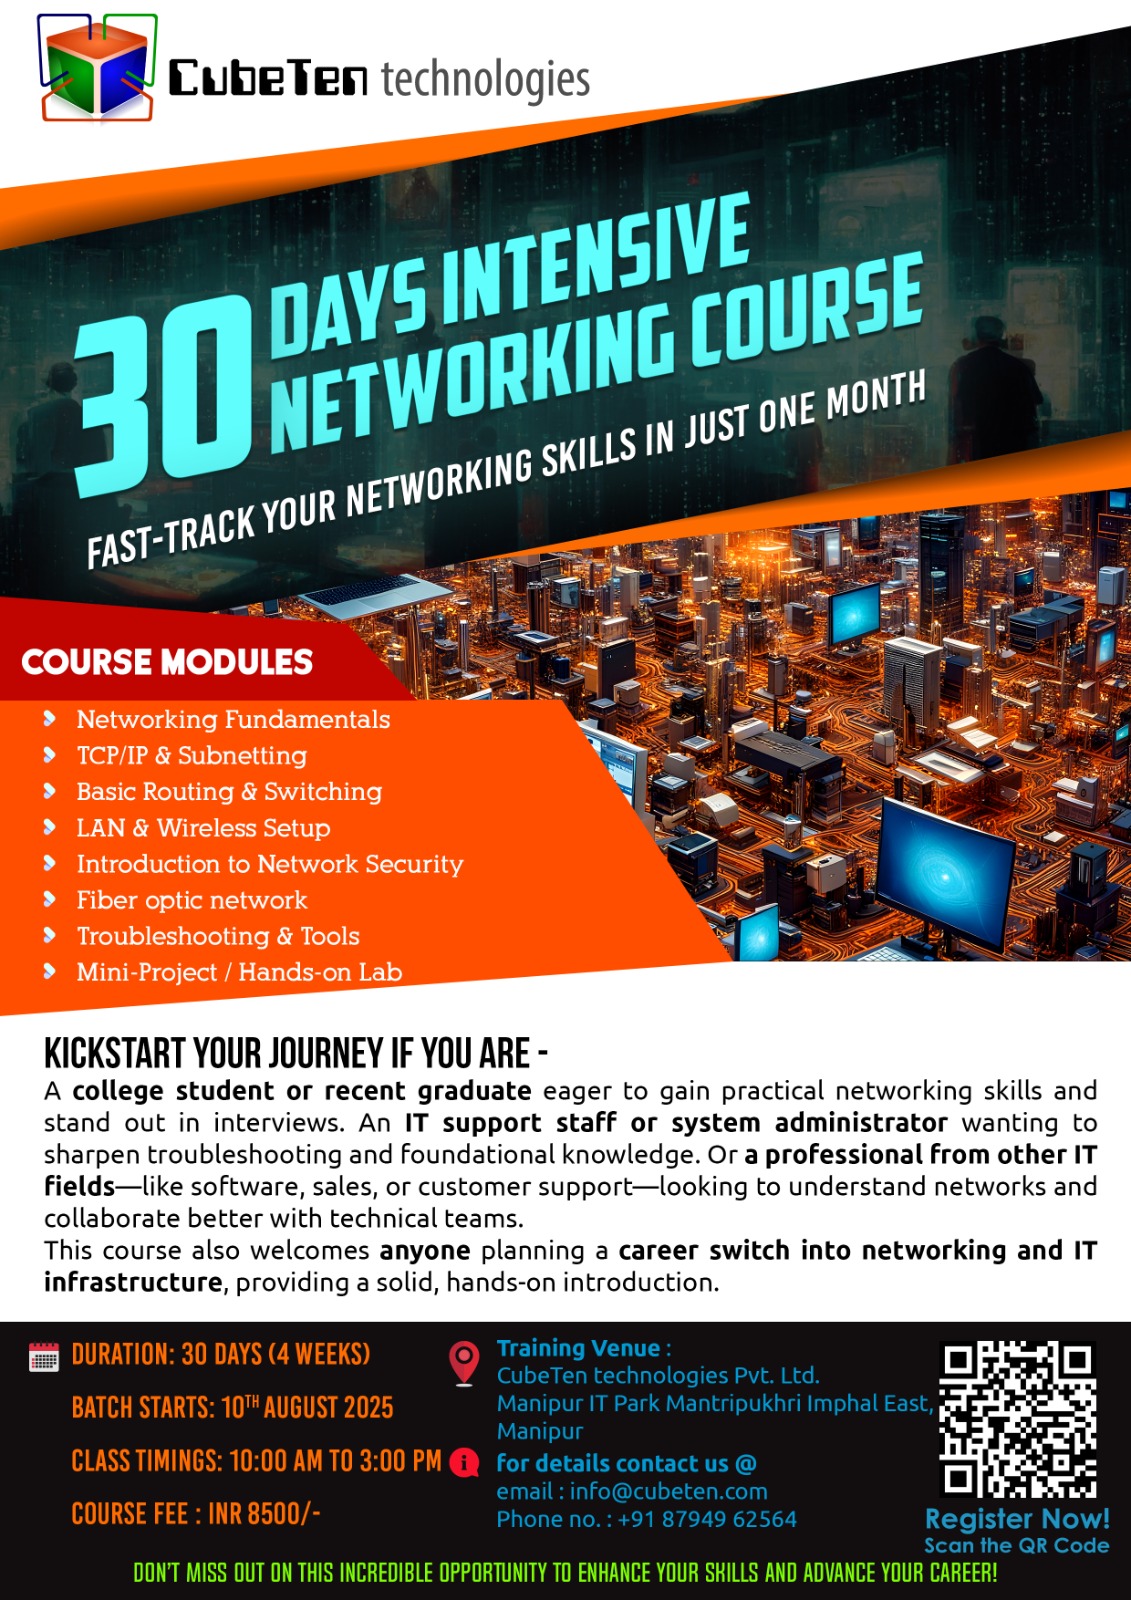 CubeTen technologies
30 DAYS INTENSIVE
NETWORKING COURSE
FAST-TRACK YOUR NETWORKING SKILLS IN JUST ONE MONTH
COURSE MODULES
Networking Fundamentals
TCP/IP & Subnetting
Basic Routing & Switching
LAN & Wireless Setup
Introduction to Network Security
Fiber optic network
Troubleshooting & Tools
Mini-Project / Hands-on Lab
KICKSTART YOUR JOURNEY IF YOU ARE -
A college student or recent graduate eager to gain practical networking skills and
stand out in interviews. An IT support staff or system administrator wanting to
sharpen troubleshooting and foundational knowledge. Or a professional from other IT
fields—like software, sales, or customer support—looking to understand networks and
collaborate better with technical teams.
This course also welcomes anyone planning a career switch into networking and IT
infrastructure, providing a solid, hands-on introduction.
DURATION: 30 DAYS (4 WEEKS)
BATCH STARTS: 10TH AUGUST 2025
CLASS TIMINGS: 10:00 AM TO 3:00 PM
COURSE FEE : INR 8500/-
Training Venue :
CubeTen technologies Pvt. Ltd.
Manipur IT Park Mantripukhri Imphal East,
Manipur
for details contact us @
email : info@cubeten.com
Phone no. : +91 87949 62564
Register Now!
Scan the QR Code
DON'T MISS OUT ON THIS INCREDIBLE OPPORTUNITY TO ENHANCE YOUR SKILLS AND ADVANCE YOUR CAREER!